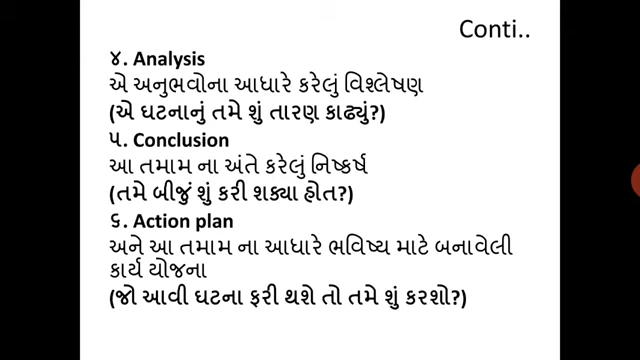 Conti..
૪. Analysis
એ અનુભવોના આધારે કરેલું વિશ્લેષણ
(એ ઘટનાનું તમે શું તારણ કાઢ્યું?)
૫. Conclusion
આ તમામ ના અંતે કરેલું નિષ્કર્ષ
(તમે બીજું શું કરી શક્યા હોત?)
૬. Action plan
અને આ તમામ ના આધારે ભવિષ્ય માટે બનાવેલી
કાર્ય યોજના
(જો આવી ઘટના ફરી થશે તો તમે શું કરશો?)